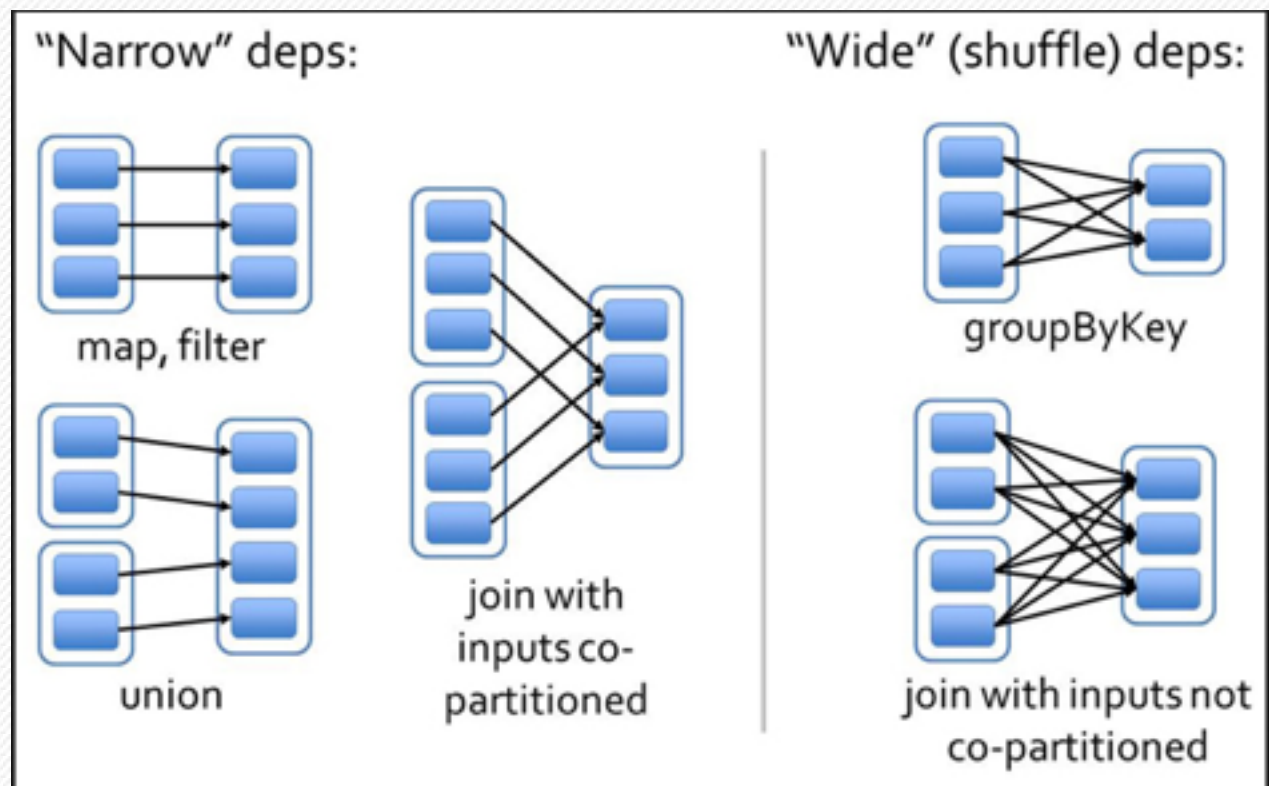 “Narrow” deps:
“Wide” (shuffle) deps:
map, filter
union
join with
inputs co-
partitioned
groupByKey
join with inputs not
co-partitioned